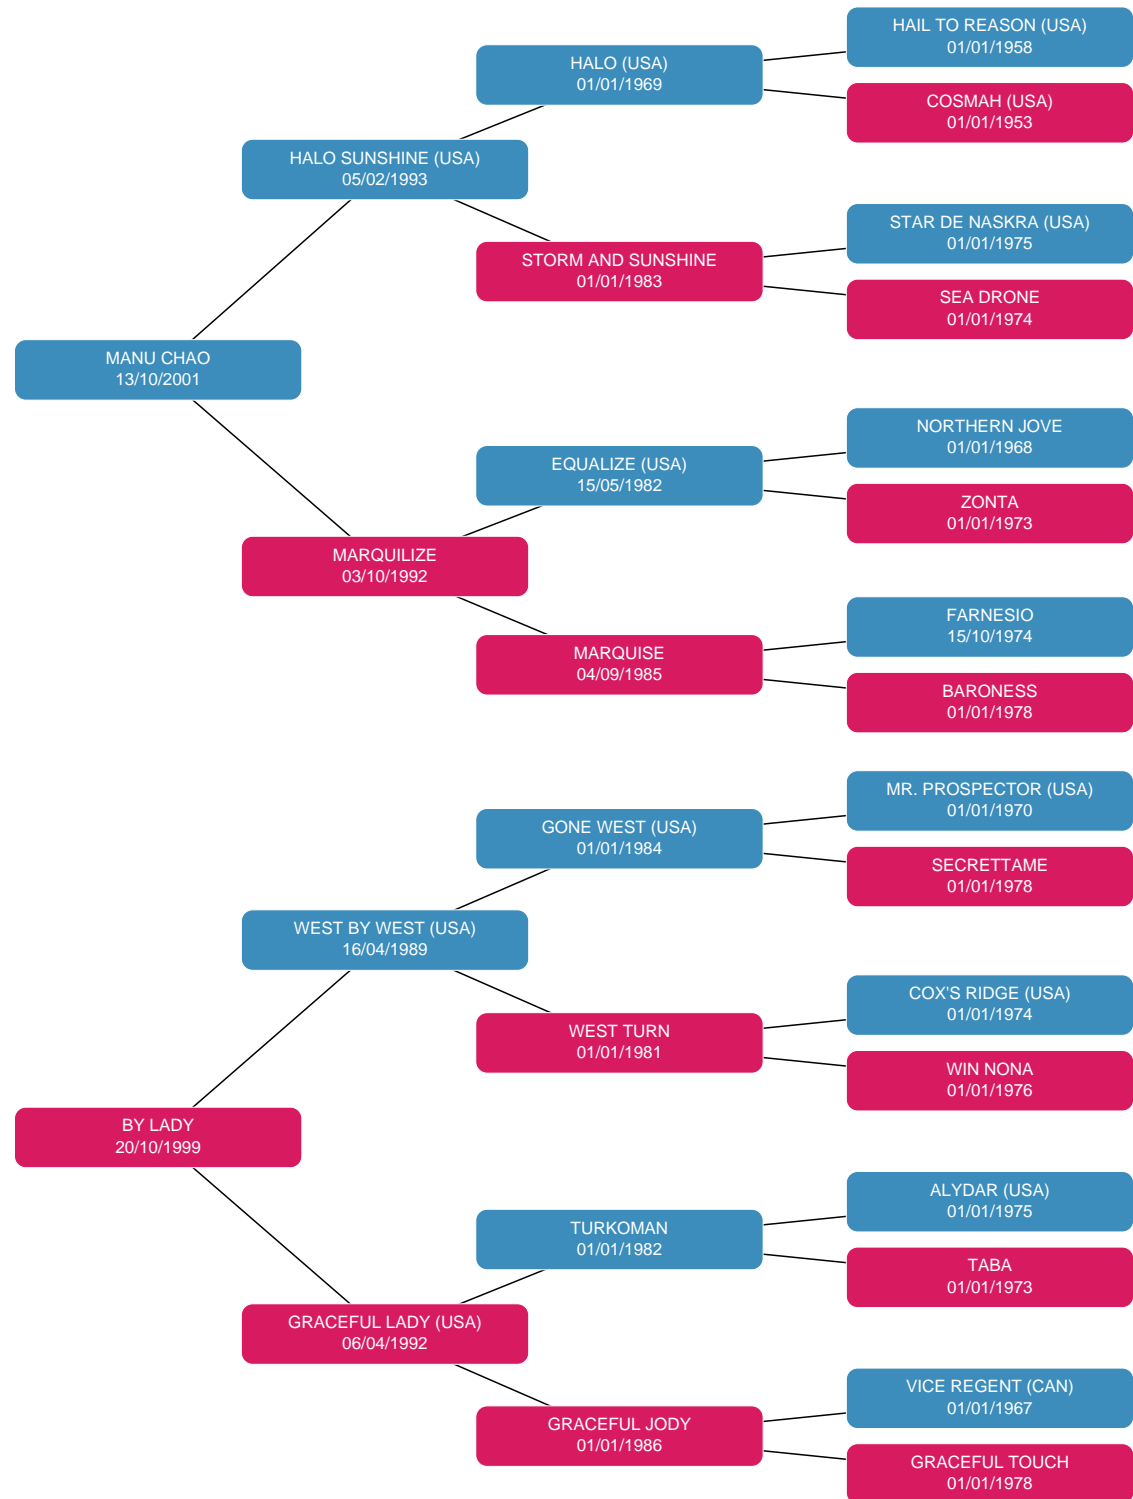 HAIL TO REASON (USA)
01/01/1958
HALO (USA)
01/01/1969
COSMAH (USA)
01/01/1953
HALO SUNSHINE (USA)
05/02/1993
STAR DE NASKRA (USA)
01/01/1975
STORM AND SUNSHINE
01/01/1983
SEA DRONE
01/01/1974
MANU CHAO
13/10/2001
NORTHERN JOVE
01/01/1968
EQUALIZE (USA)
15/05/1982
ZONTA
01/01/1973
MARQUILIZE
03/10/1992
FARNESIO
15/10/1974
MARQUISE
04/09/1985
BARONESS
01/01/1978
MR. PROSPECTOR (USA)
01/01/1970
GONE WEST (USA)
01/01/1984
SECRETTAME
01/01/1978
WEST BY WEST (USA)
16/04/1989
COX'S RIDGE (USA)
01/01/1974
WEST TURN
01/01/1981
WIN NONA
01/01/1976
BY LADY
20/10/1999
ALYDAR (USA)
01/01/1975
TURKOMAN
01/01/1982
TABA
01/01/1973
GRACEFUL LADY (USA)
06/04/1992
VICE REGENT (CAN)
01/01/1967
GRACEFUL JODY
01/01/1986
GRACEFUL TOUCH
01/01/1978